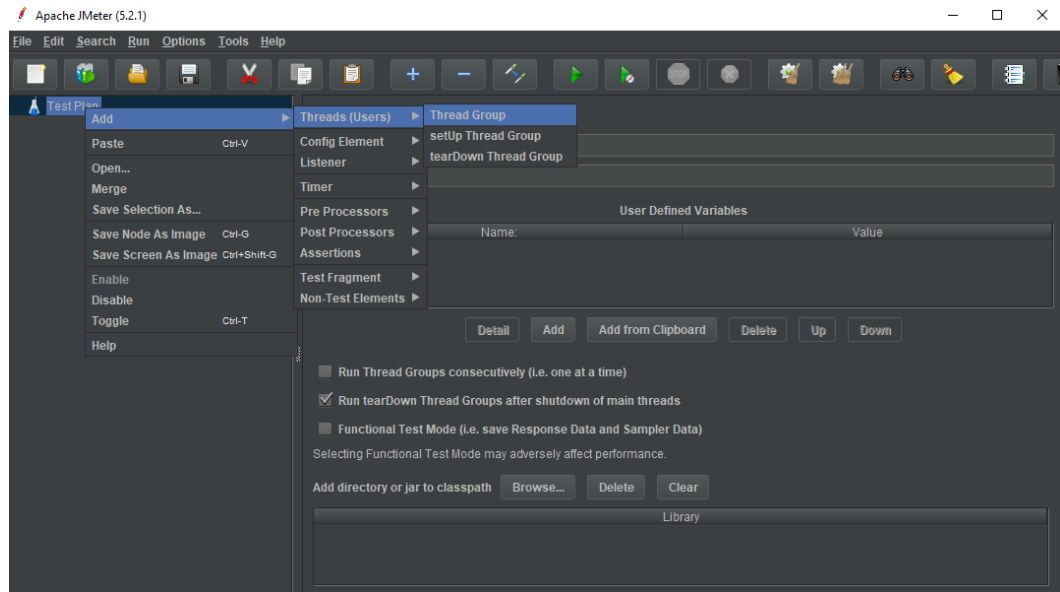 Apache JMeter (5.2.1)
File Edit Search Run Options Tools Help
STOP
Test Plan
Add
Paste Ctrl-V
Open...
Merge
Save Selection As...
Save Node As Image Ctrl-G
Save Screen As Image Ctrl+Shift-G
Enable
Disable
Toggle Ctrl-T
Help
Threads (Users)
Config Element
Listener
Timer
Pre Processors
Post Processors
Assertions
Test Fragment
Non-Test Elements
Thread Group
setUp Thread Group
tearDown Thread Group
User Defined Variables
Name: Value
Detail Add Add from Clipboard Delete Up Down
Run Thread Groups consecutively (i.e. one at a time)
Run tearDown Thread Groups after shutdown of main threads
Functional Test Mode (i.e. save Response Data and Sampler Data)
Selecting Functional Test Mode may adversely affect performance.
Add directory or jar to classpath Browse... Delete Clear
Library